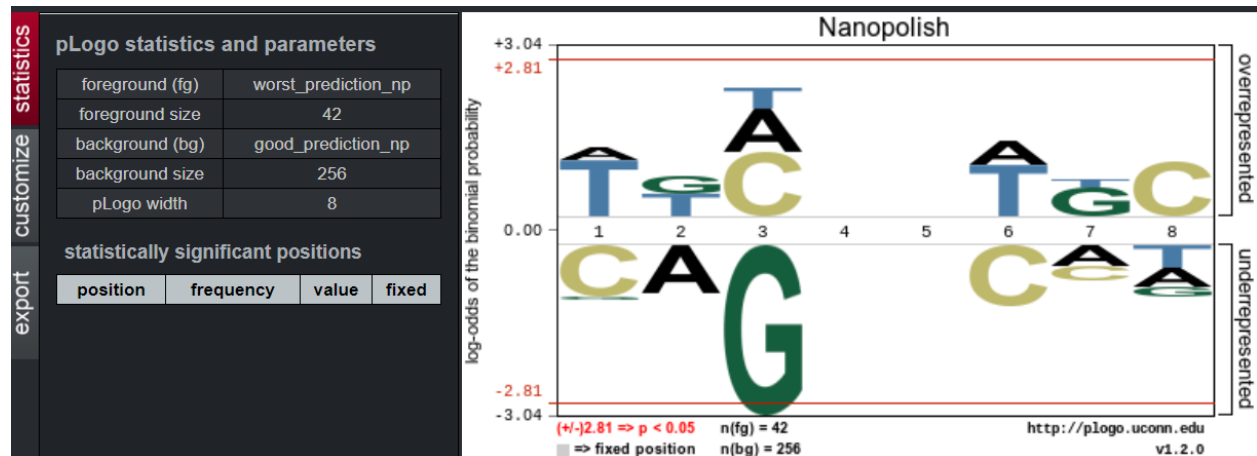 statistics
customize
export
pLogo statistics and parameters
foreground (fg) worst_prediction_np
foreground size 42
background (bg) good_prediction_np
background size 256
pLogo width 8
statistically significant positions
position frequency value fixed
Nanopolish
log-odds of the binomial probability
+3.04
+2.81
0.00
-2.81
-3.04
A T A
T G A A T C
T C T G
1 2 3 4 5 6 7 8
C A G C A T
C A
G
overrepresented
underrepresented
(+/-)2.81 => p < 0.05 n(fg) = 42 http://plogo.uconn.edu
=> fixed position n(bg) = 256 v1.2.0